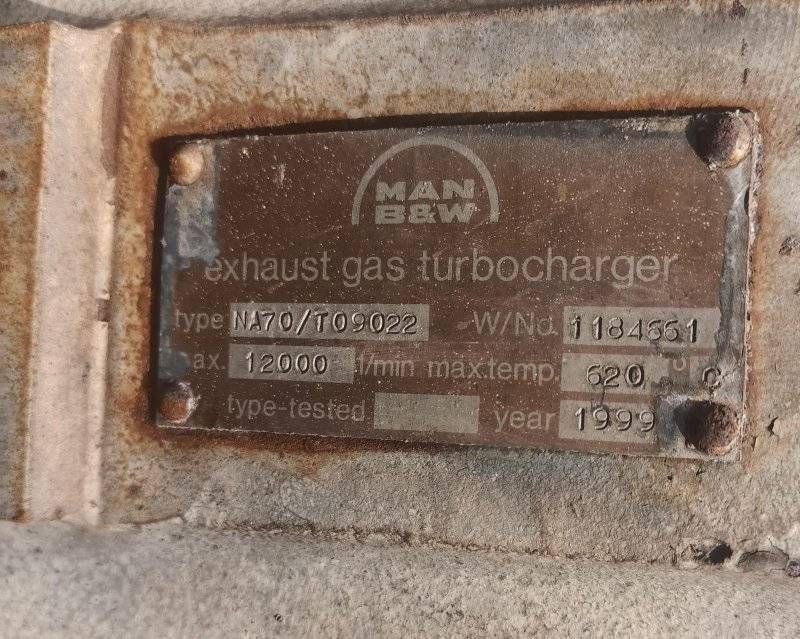 MAN
B&W
exhaust gas turbocharger
type NA70/T09022 W/No 1184661
max. 12000 1/min max.temp. 620 °C
type-tested year 1999